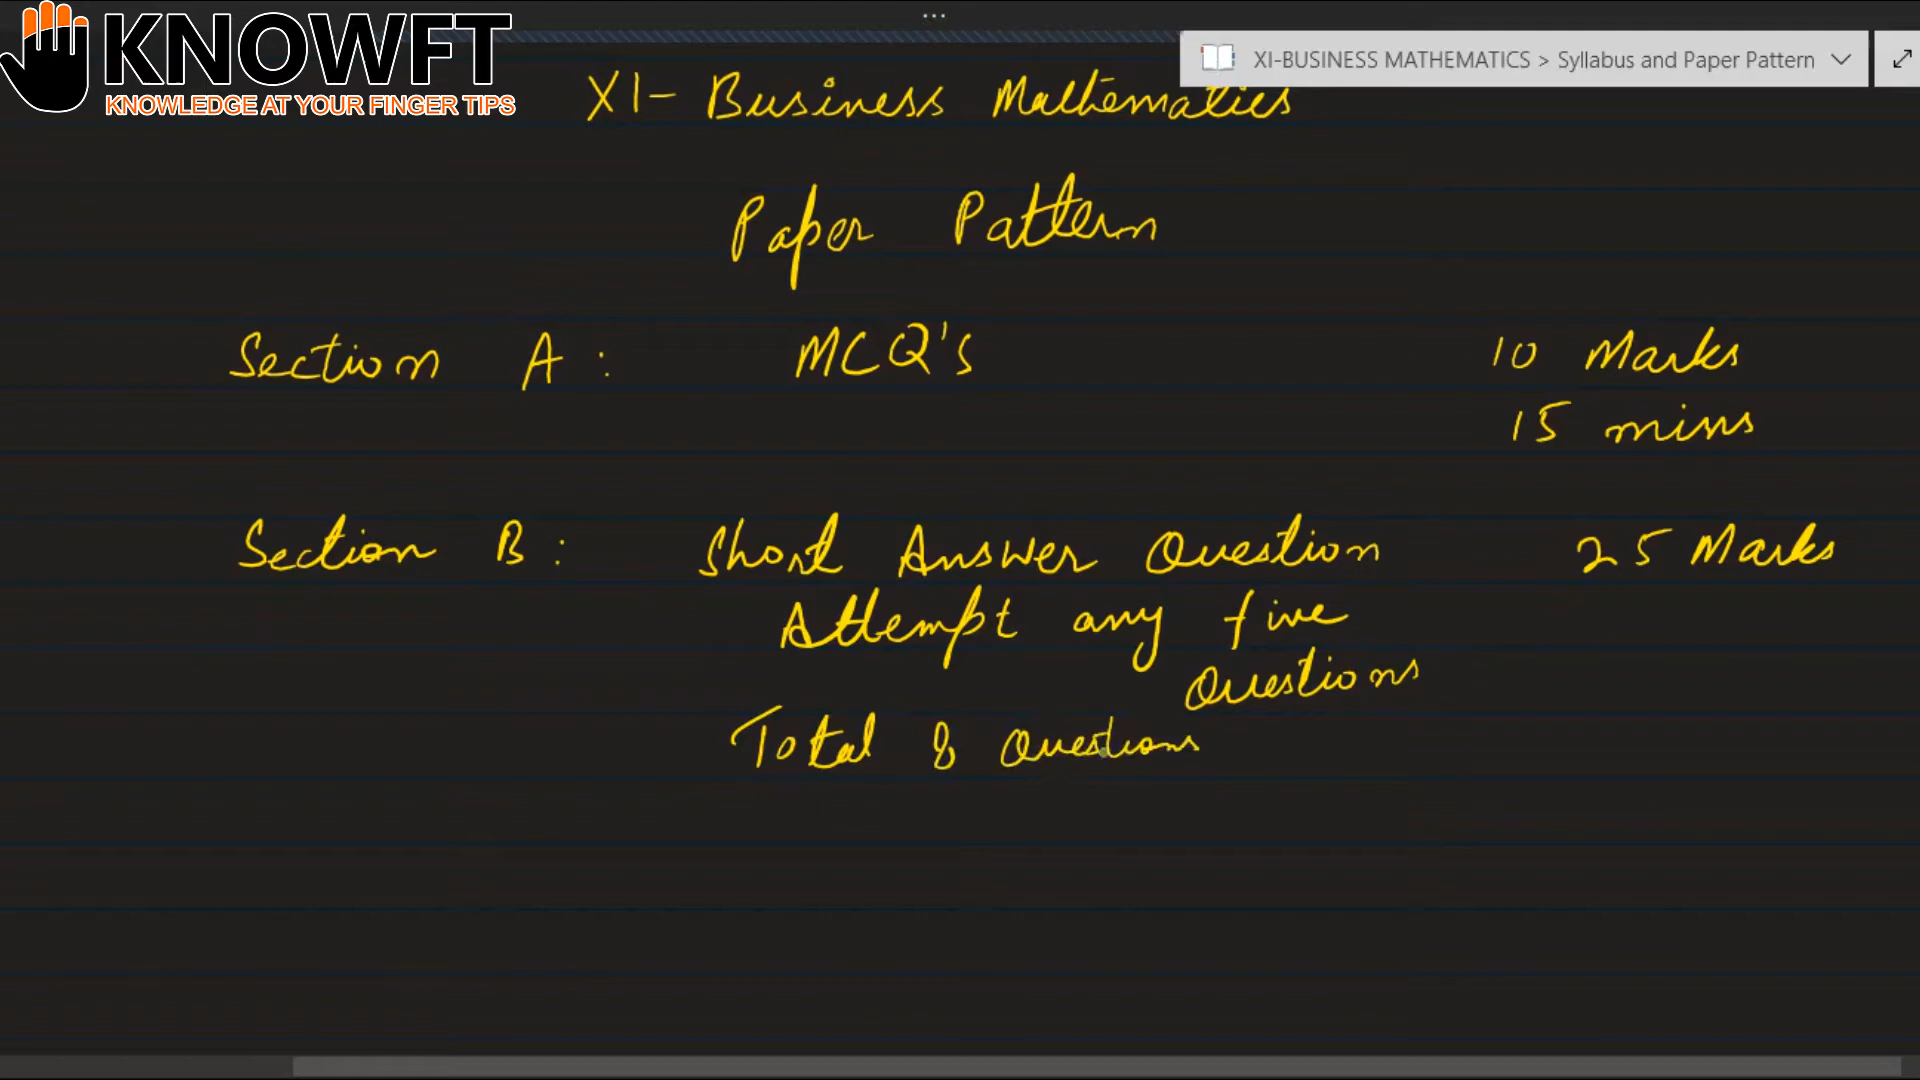 KNOWFT
KNOWLEDGE AT YOUR FINGER TIPS
XI-BUSINESS MATHEMATICS > Syllabus and Paper Pattern
XI- Business Mathematics
Paper Pattern
Section A : MCQ's 10 Marks
15 mins
Section B : Short Answer Question 25 Marks
Attempt any five
Questions
Total 8 Questions